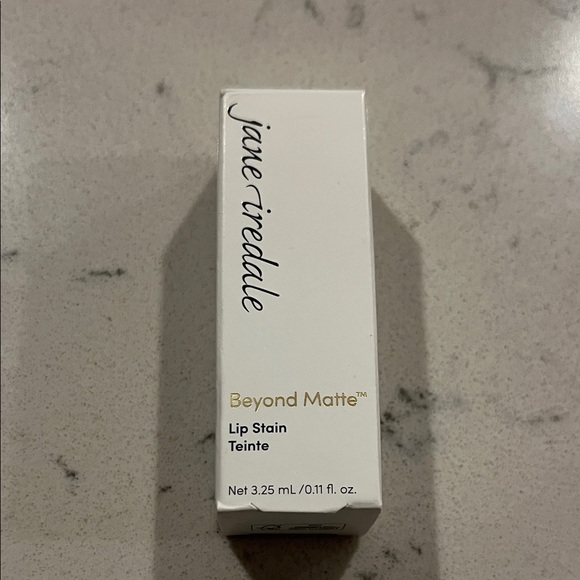 jane iredale
Beyond Matte™
Lip Stain
Teinte
Net 3.25 mL/0.11 fl. oz.